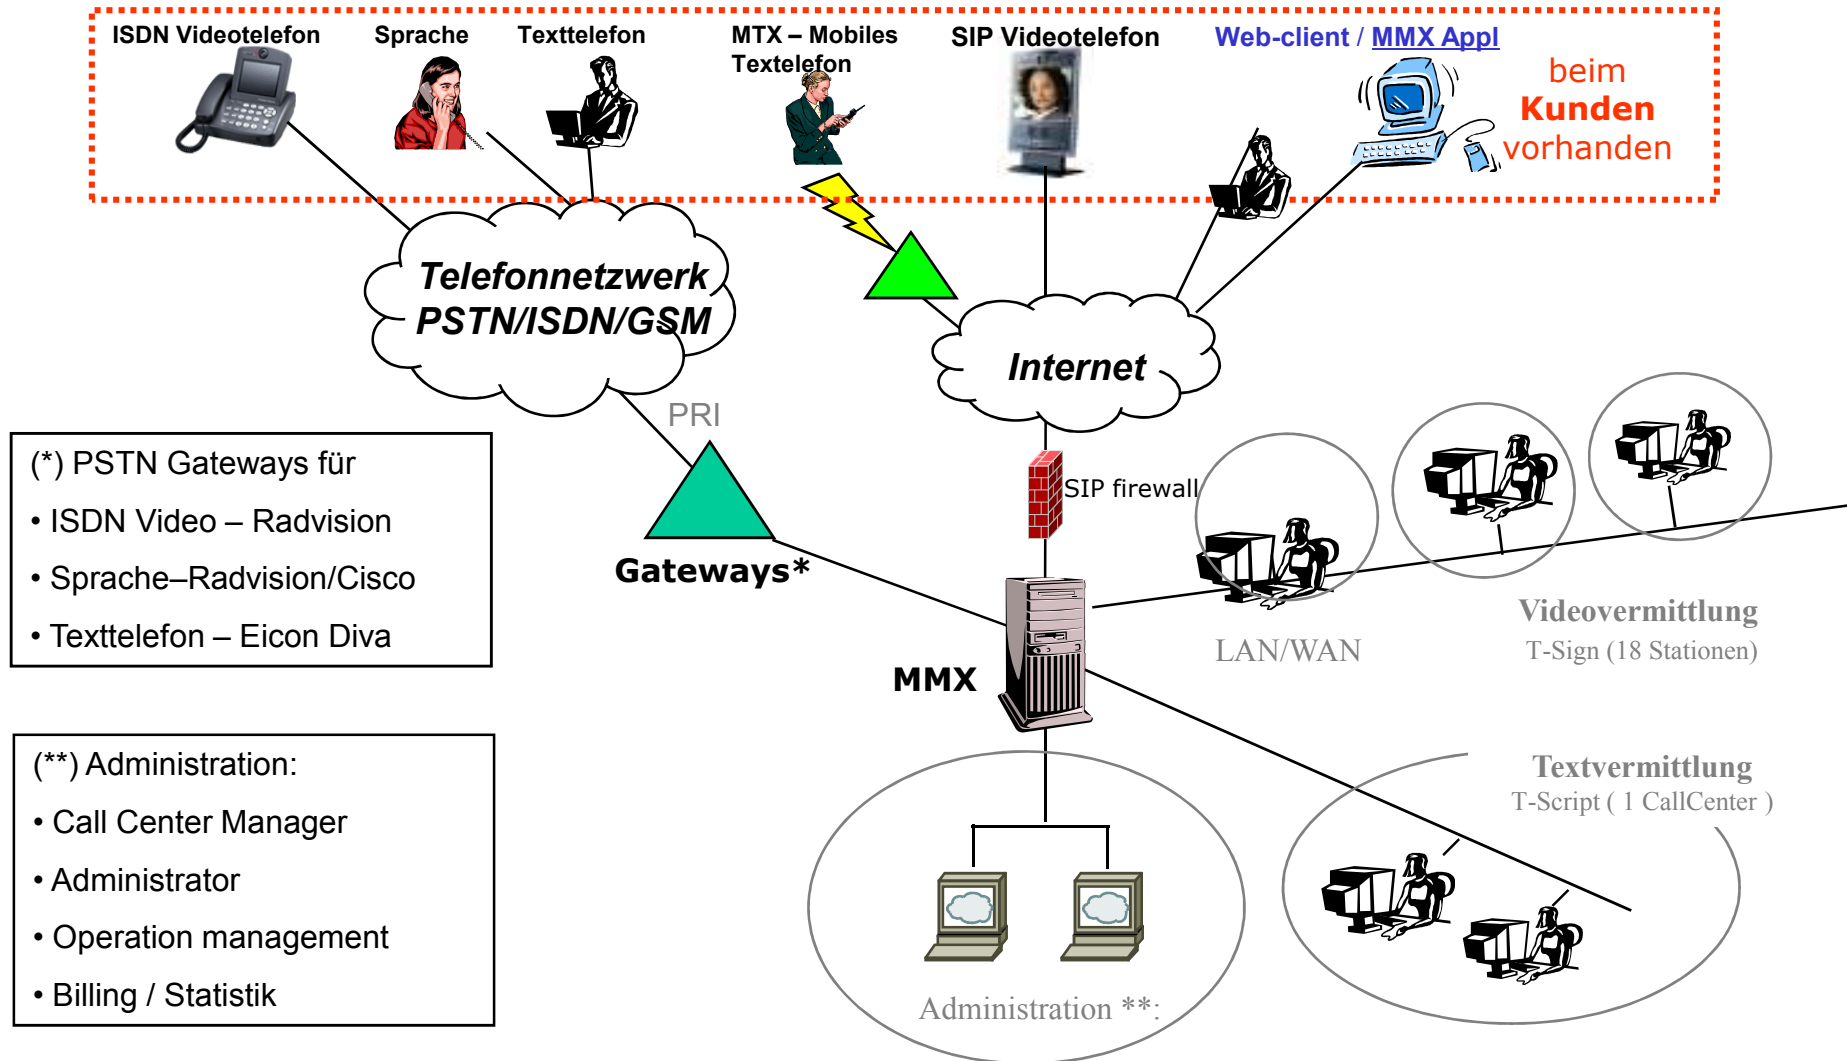 ISDN Videotelefon
Sprache
Texttelefon
MTX – Mobiles
Textelefon
SIP Videotelefon
Web-client / MMX Appl
beim
Kunden
vorhanden
Telefonnetzwerk
PSTN/ISDN/GSM
Internet
PRI
(*) PSTN Gateways für
• ISDN Video – Radvision
• Sprache–Radvision/Cisco
• Texttelefon – Eicon Diva
Gateways*
SIP firewall
MMX
LAN/WAN
Videovermittlung
T-Sign (18 Stationen)
(**) Administration:
• Call Center Manager
• Administrator
• Operation management
• Billing / Statistik
Textvermittlung
T-Script ( 1 CallCenter )
Administration **: